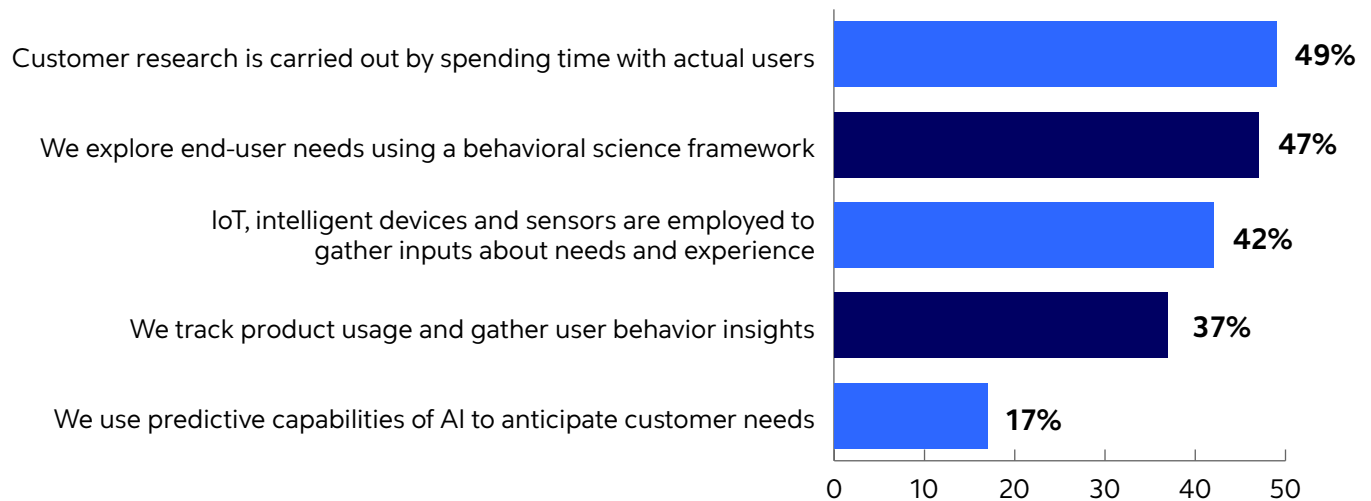 Customer research is carried out by spending time with actual users
49%
We explore end-user needs using a behavioral science framework
47%
IoT, intelligent devices and sensors are employed to
gather inputs about needs and experience
42%
We track product usage and gather user behavior insights
37%
We use predictive capabilities of AI to anticipate customer needs
17%
0 10 20 30 40 50